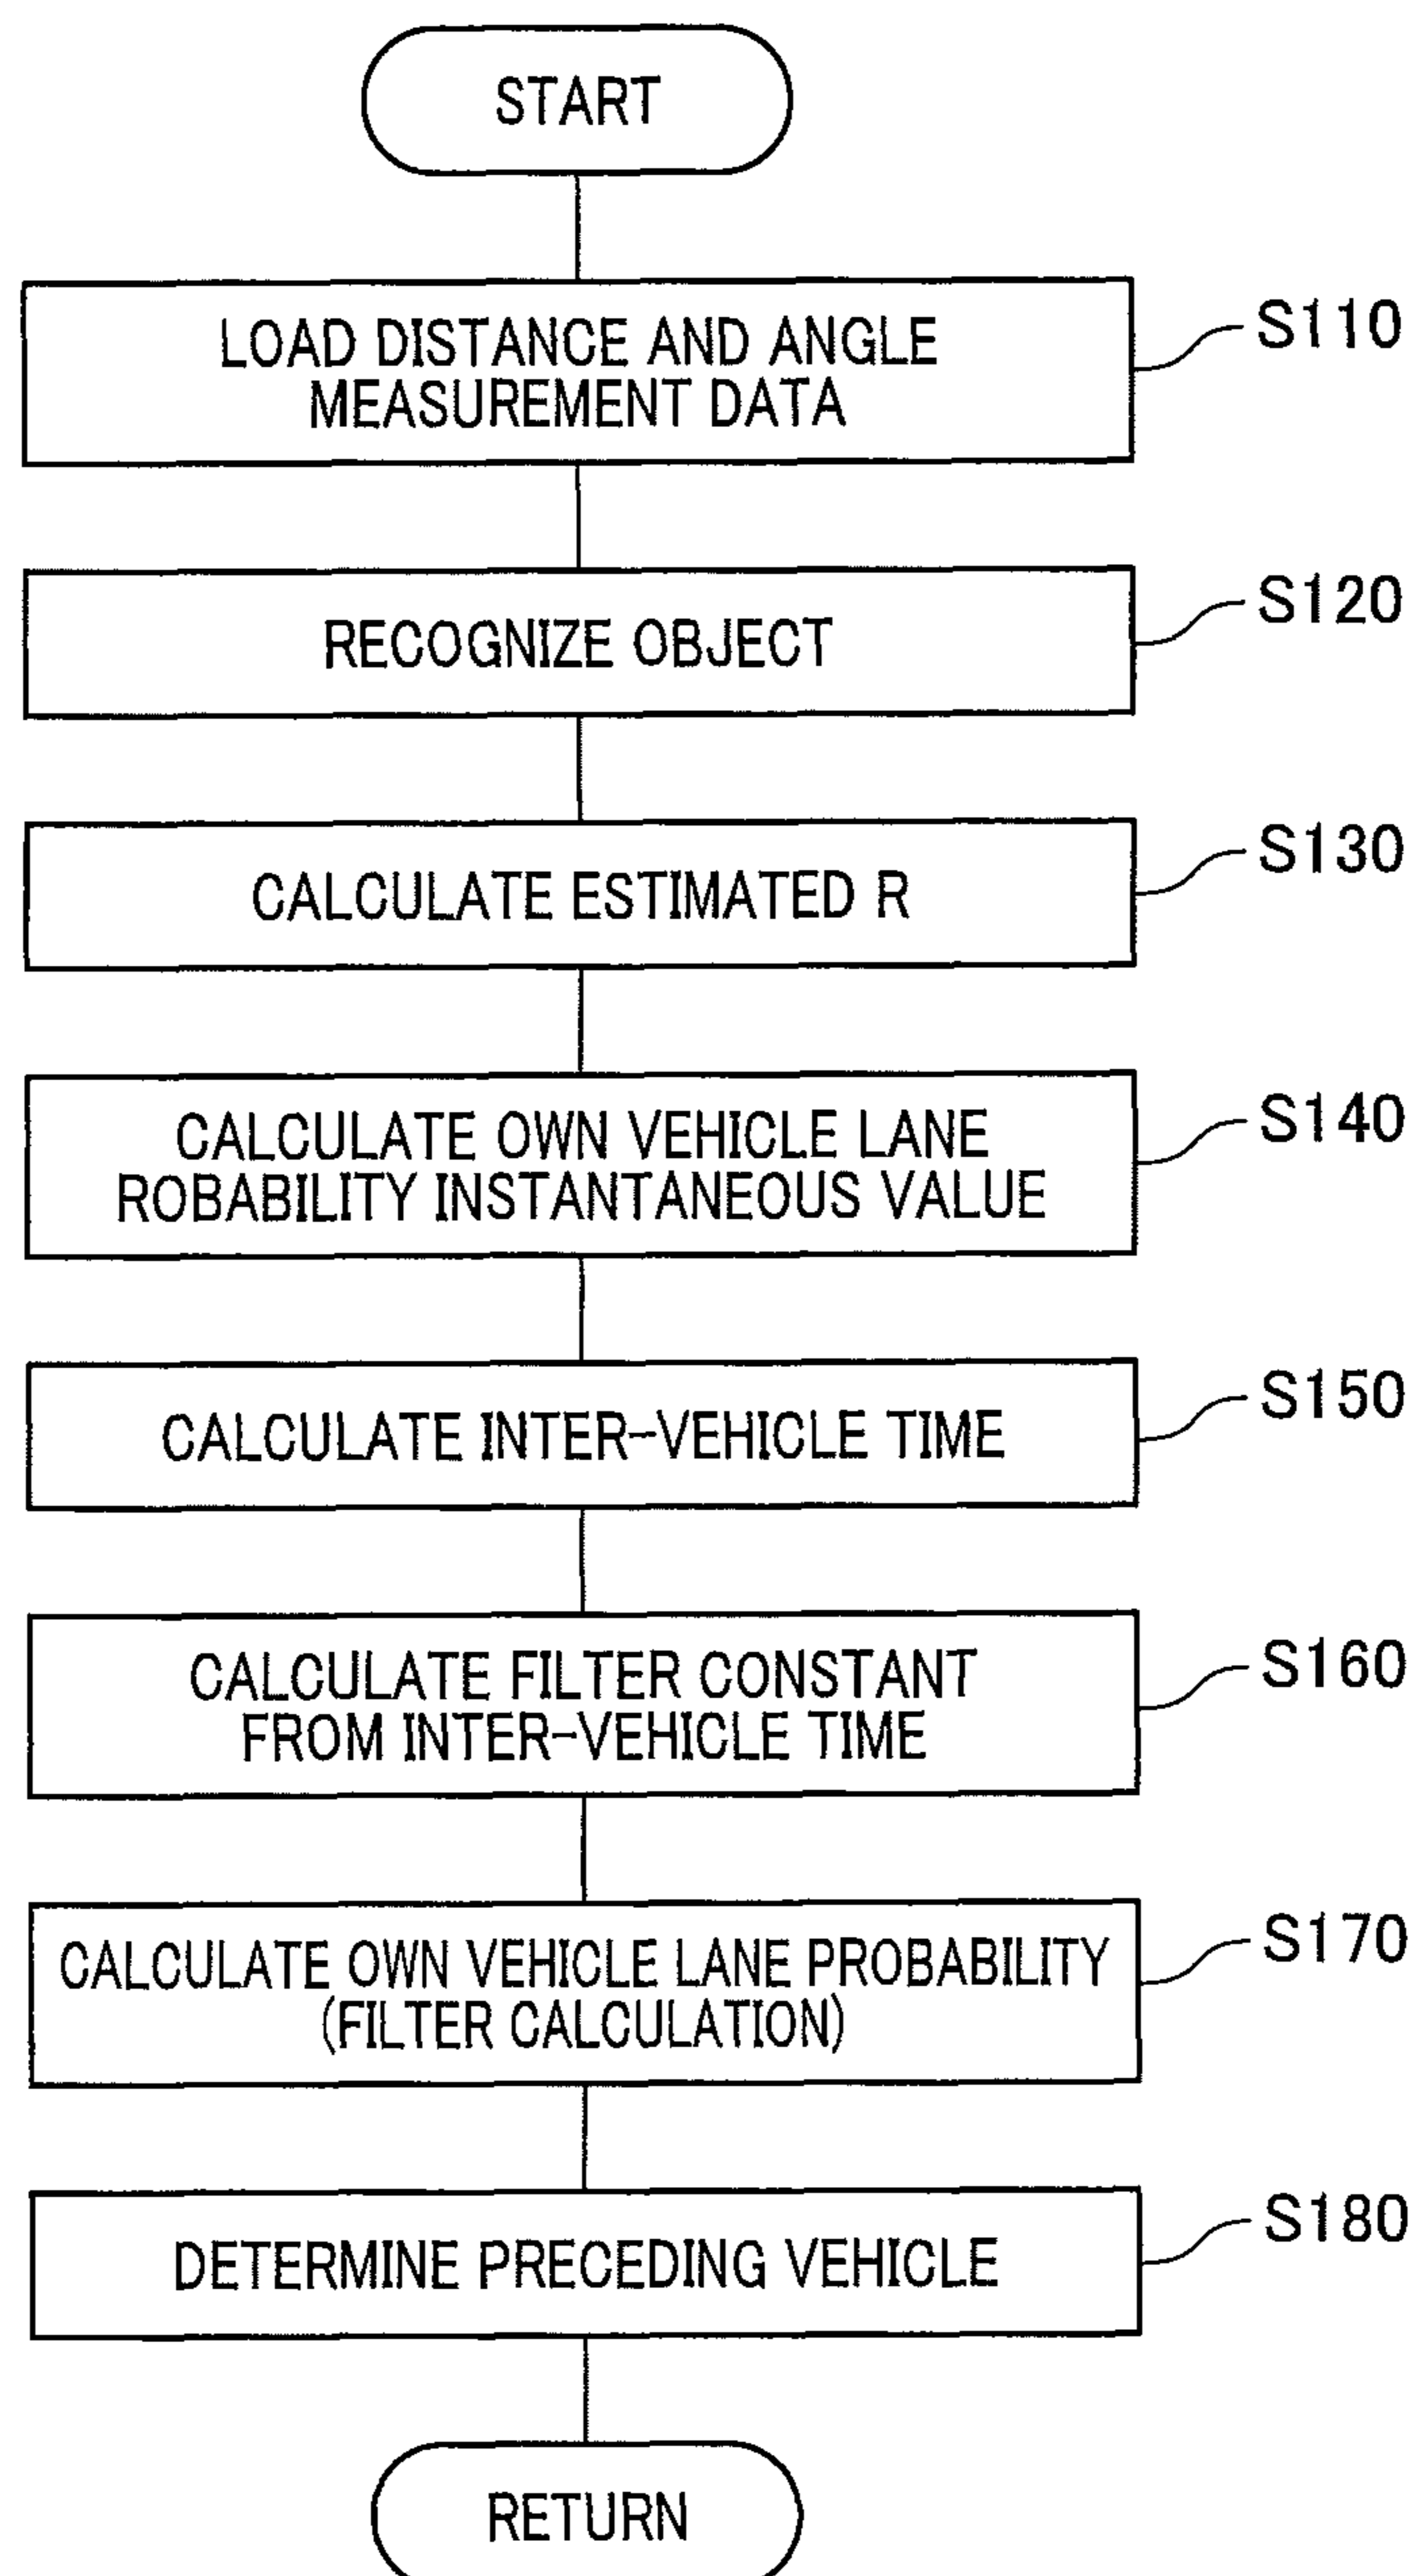 START
LOAD DISTANCE AND ANGLE
MEASUREMENT DATA
S110
RECOGNIZE OBJECT
S120
CALCULATE ESTIMATED R
S130
CALCULATE OWN VEHICLE LANE
ROBABILITY INSTANTANEOUS VALUE
S140
CALCULATE INTER-VEHICLE TIME
S150
CALCULATE FILTER CONSTANT
FROM INTER-VEHICLE TIME
S160
CALCULATE OWN VEHICLE LANE PROBABILITY
(FILTER CALCULATION)
S170
DETERMINE PRECEDING VEHICLE
S180
RETURN